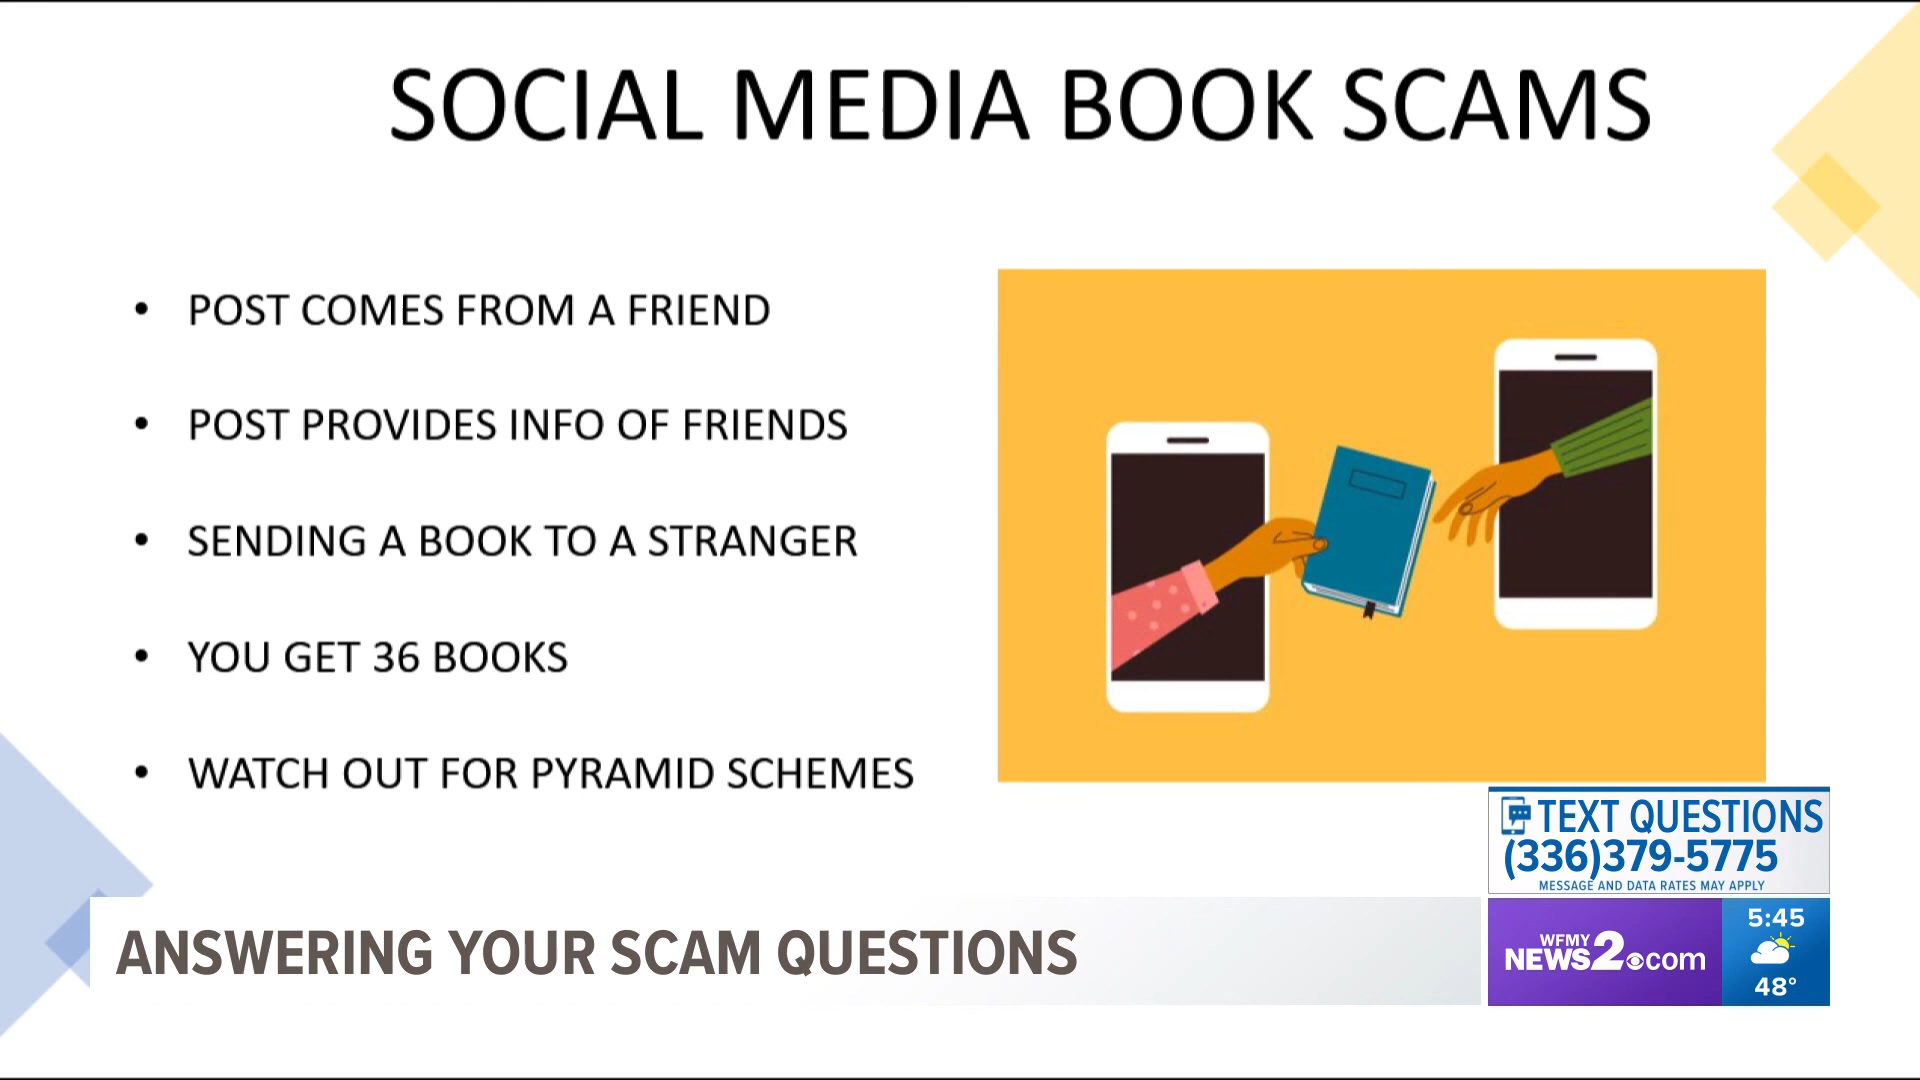 SOCIAL MEDIA BOOK SCAMS
• POST COMES FROM A FRIEND
• POST PROVIDES INFO OF FRIENDS
• SENDING A BOOK TO A STRANGER
• YOU GET 36 BOOKS
• WATCH OUT FOR PYRAMID SCHEMES
TEXT QUESTIONS
(336)379-5775
MESSAGE AND DATA RATES MAY APPLY
ANSWERING YOUR SCAM QUESTIONS
WFMY
NEWS2.com
5:45
48°